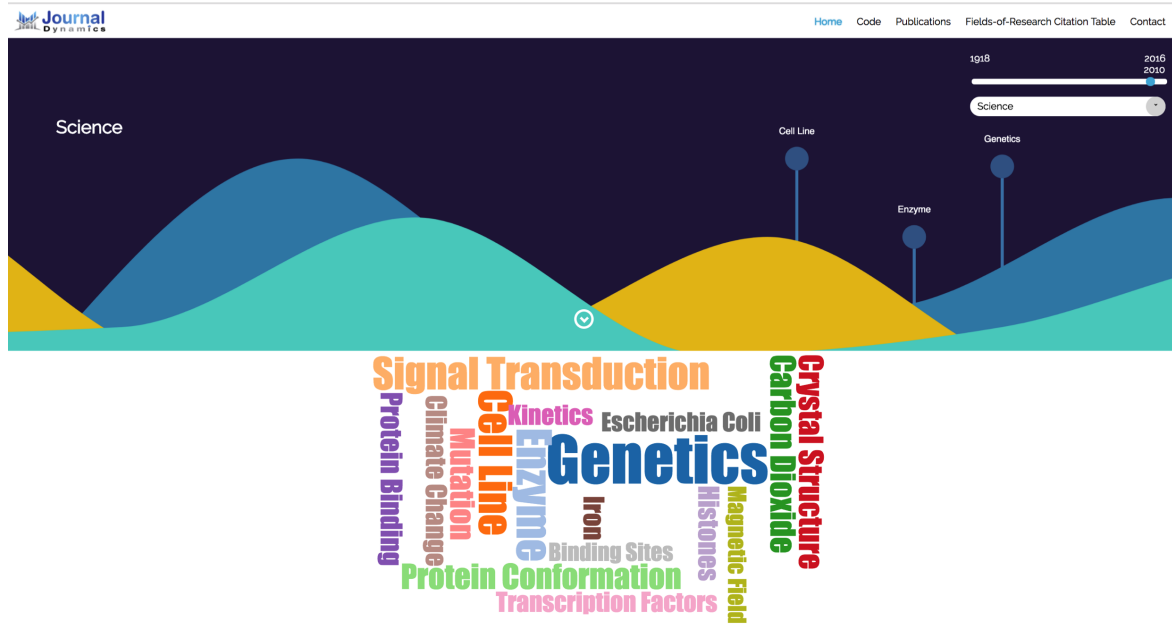 Journal
Dynamics
Home Code Publications Fields-of-Research Citation Table Contact
1918 2016
2010
Science
Science
Cell Line
Genetics
Enzyme
Signal Transduction
Protein Binding
Climate Change
Mutation
Cell Line
Kinetics
Enzyme
Escherichia Coli
Genetics
Iron
Binding Sites
Histones
Magnetic Field
Carbon Dioxide
Crystal Structure
Protein Conformation
Transcription Factors